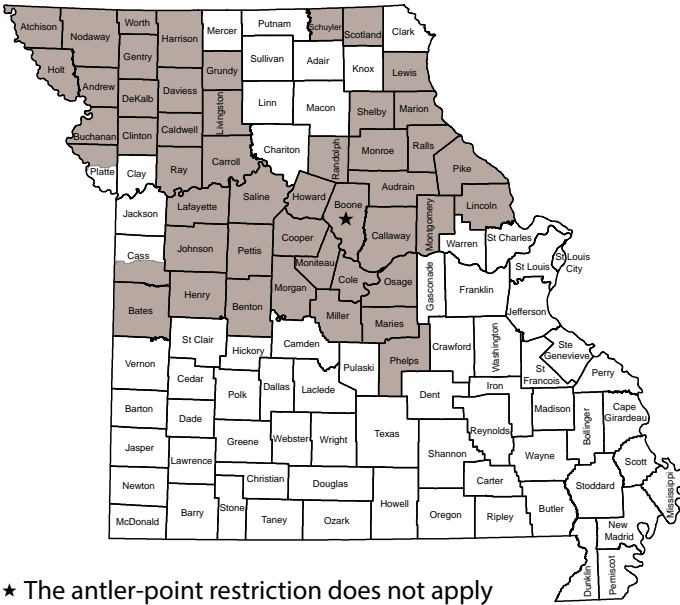 Atchison
Nodaway
Worth
Harrison
Mercer
Putnam
Schuyler
Scotland
Clark
Holt
Gentry
Sullivan
Adair
Knox
Lewis
Andrew
DeKalb
Daviess
Grundy
Livingston
Linn
Macon
Shelby
Marion
Buchanan
Clinton
Caldwell
Carroll
Chariton
Randolph
Monroe
Ralls
Pike
Platte
Clay
Ray
Audrain
Jackson
Lafayette
Saline
Howard
Boone
★
Callaway
Montgomery
Lincoln
Warren
St Charles
Cass
Johnson
Pettis
Cooper
Moniteau
Cole
Osage
Gasconade
Franklin
St Louis
St Louis
City
Bates
Henry
Benton
Morgan
Miller
Maries
Jefferson
Vernon
St Clair
Hickory
Camden
Pulaski
Phelps
Crawford
Washington
St
Francois
Ste
Genevieve
Perry
Cedar
Polk
Dallas
Laclede
Dent
Iron
Barton
Dade
Madison
Bollinger
Cape
Girardeau
Jasper
Greene
Webster
Wright
Texas
Shannon
Reynolds
Wayne
Lawrence
Scott
Newton
Christian
Douglas
Howell
Carter
Stoddard
Mississippi
McDonald
Barry
Stone
Taney
Ozark
Oregon
Ripley
Butler
New
Madrid
Dunklin
Pemiscot
★ The antler-point restriction does not apply